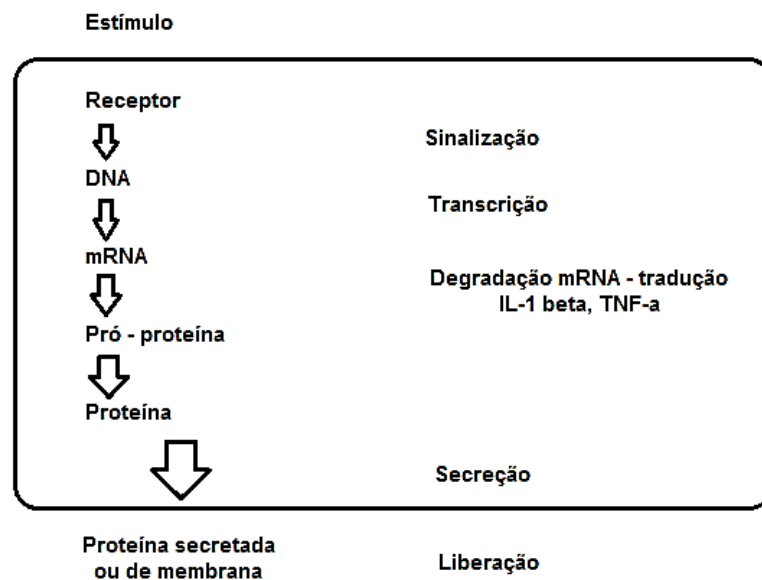 Estímulo
Receptor
Sinalização
DNA
Transcrição
mRNA
Degradação mRNA - tradução
IL-1 beta, TNF-a
Pró - proteína
Proteína
Secreção
Proteína secretada
ou de membrana
Liberação